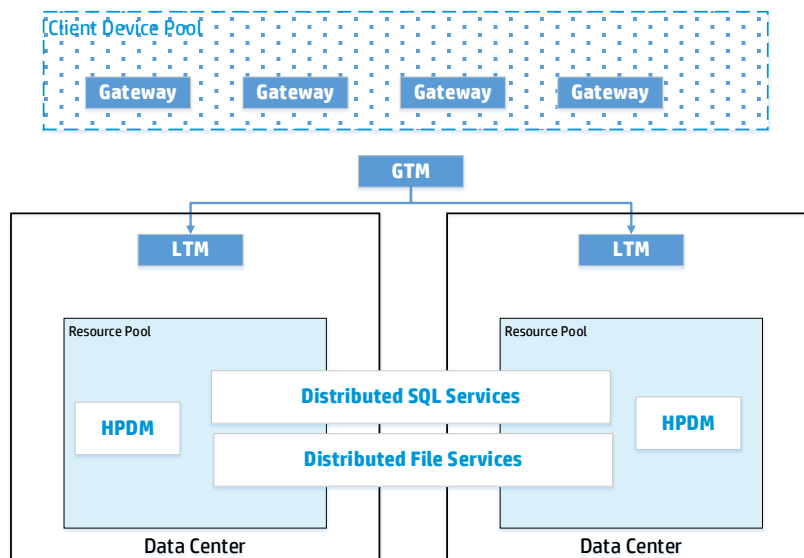 Client Device Pool
Gateway
Gateway
Gateway
Gateway
GTM
LTM
LTM
Resource Pool
Resource Pool
Distributed SQL Services
HPDM
HPDM
Distributed File Services
Data Center
Data Center